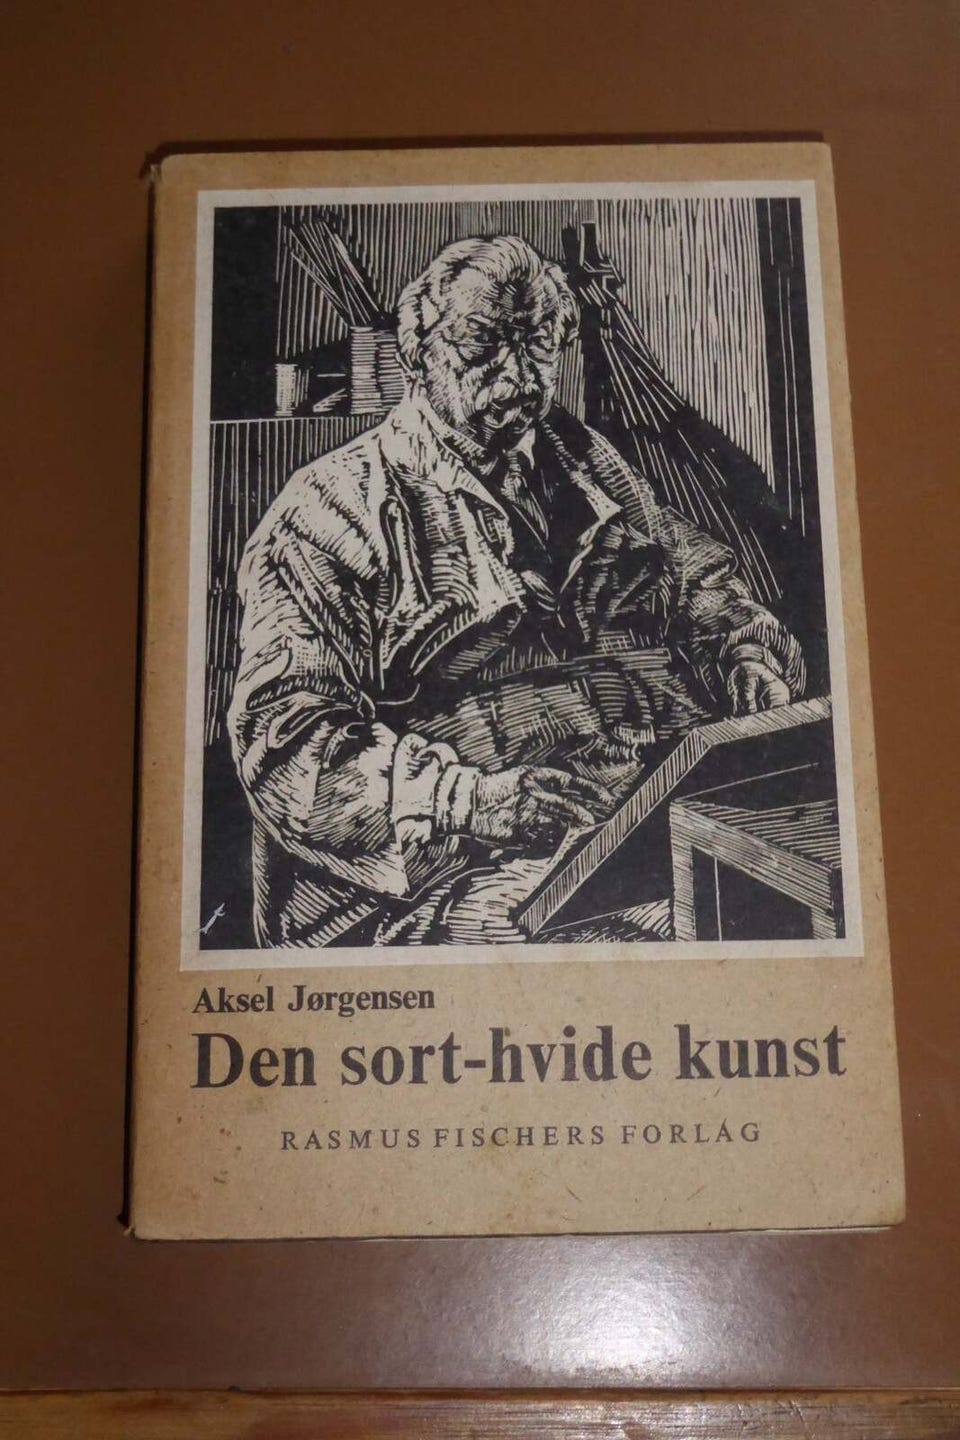 Aksel Jørgensen
Den sort-hvide kunst
RASMUS FISCHERS FORLAG